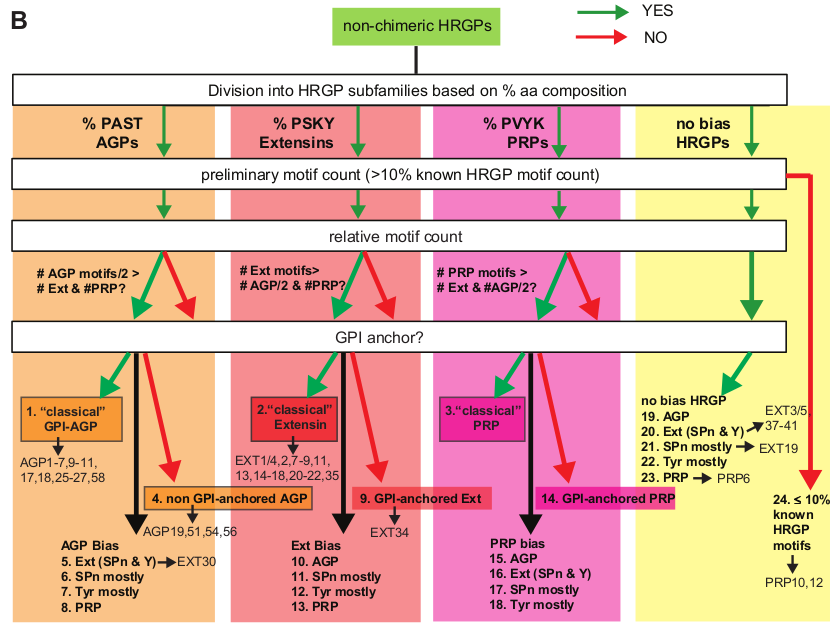 B
non-chimeric HRGPs
YES
NO
Division into HRGP subfamilies based on % aa composition
% PAST
AGPs
% PSKY
Extensins
% PVYK
PRPs
no bias
HRGPs
preliminary motif count (>10% known HRGP motif count)
relative motif count
# AGP motifs/2 >
# Ext & #PRP?
# Ext motifs>
# AGP/2 & #PRP?
# PRP motifs >
# Ext & #AGP/2?
GPI anchor?
1. “classical”
GPI-AGP
AGP1-7,9-11,
17,18,25-27,58
4. non GPI-anchored AGP
AGP19,51,54,56
AGP Bias
5. Ext (SPn & Y)
EXT30
6. SPn mostly
7. Tyr mostly
8. PRP
2.“classical”
Extensin
EXT1/4,2,7-9,11,
13,14-18,20-22,35
9. GPI-anchored Ext
EXT34
Ext Bias
10. AGP
11. SPn mostly
12. Tyr mostly
13. PRP
3.“classical”
PRP
14. GPI-anchored PRP
PRP bias
15. AGP
16. Ext (SPn & Y)
17. SPn mostly
18. Tyr mostly
no bias HRGP
19. AGP
20. Ext (SPn & Y)
EXT3/5,
37-41
21. SPn mostly
EXT19
22. Tyr mostly
23. PRP
PRP6
24. ≤ 10%
known
HRGP
motifs
PRP10,12